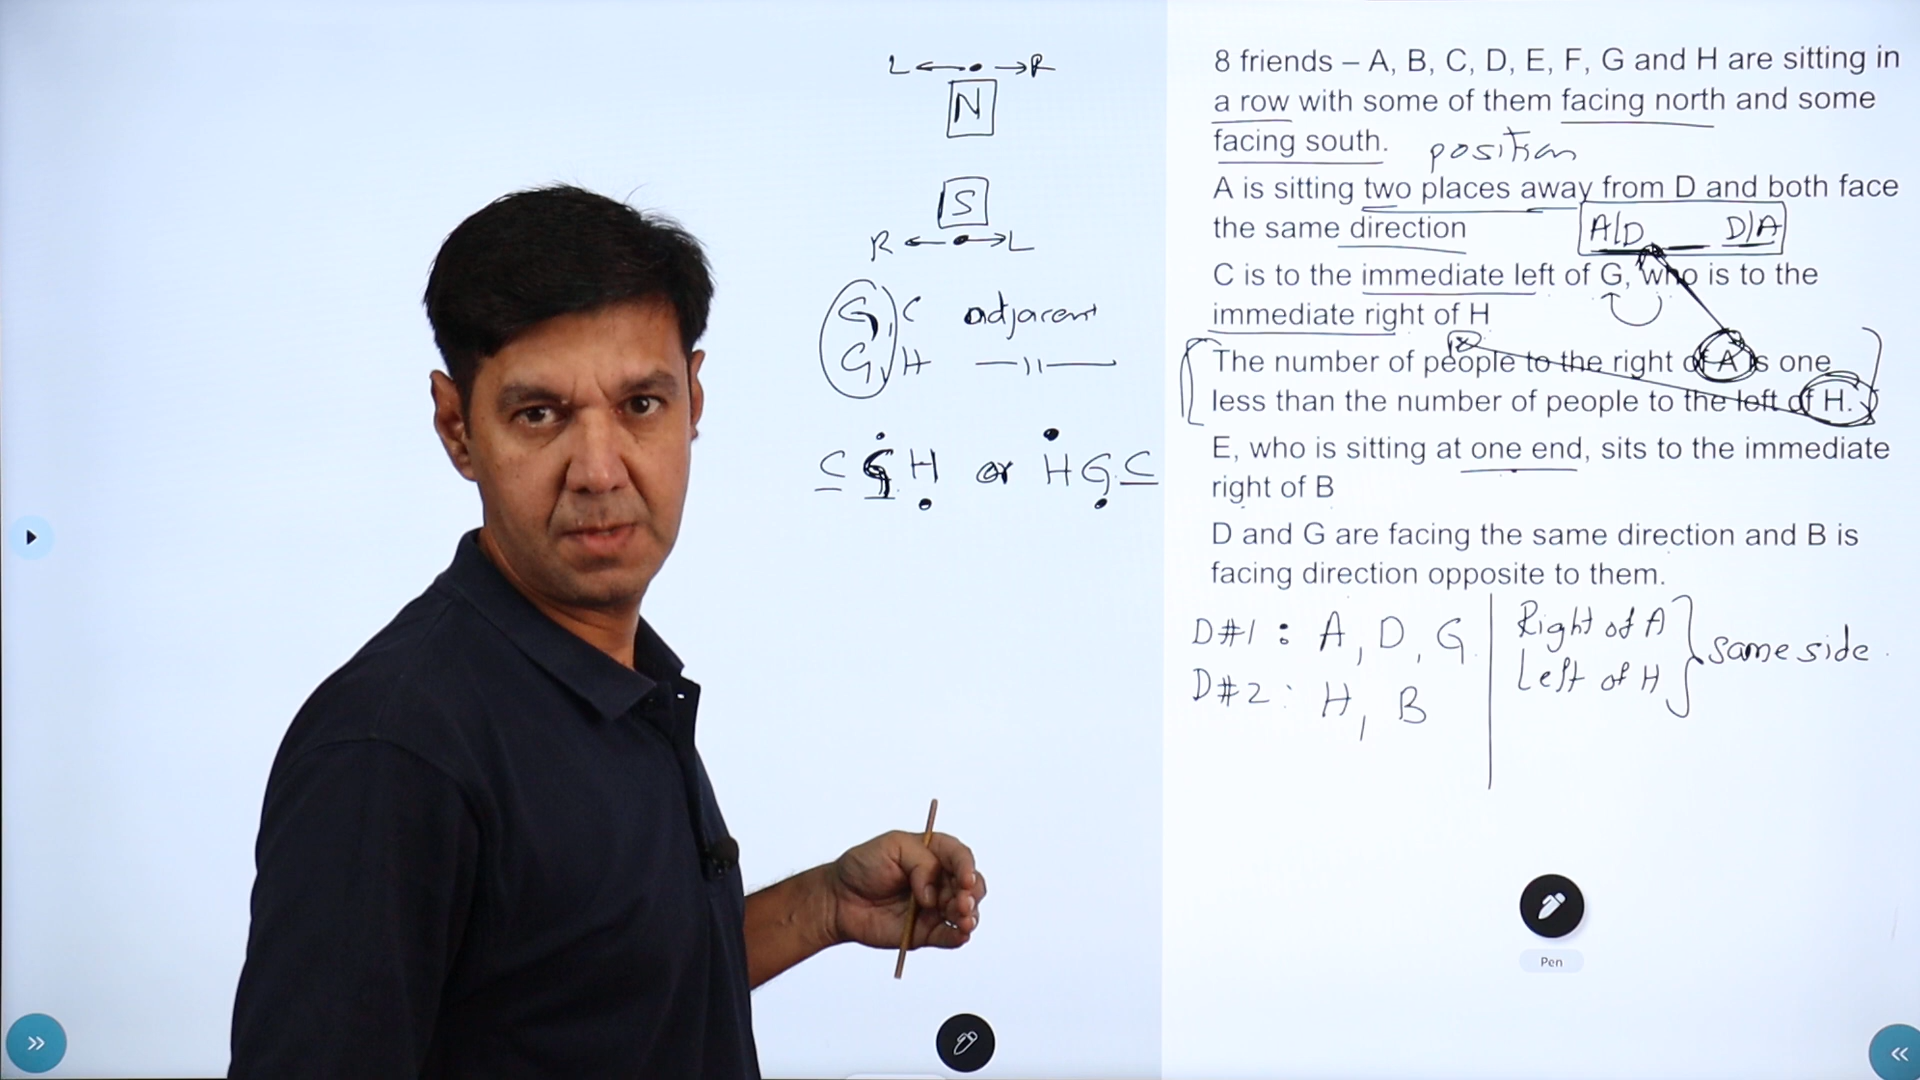 L ← • → R
N
S
R ← • → L
G, C adjacent
G, H —11—
C G H or H G C
8 friends – A, B, C, D, E, F, G and H are sitting in
a row with some of them facing north and some
facing south. position
A is sitting two places away from D and both face
the same direction A/D D/A
C is to the immediate left of G, who is to the
immediate right of H
The number of people to the right of A is one
less than the number of people to the left of H.
E, who is sitting at one end, sits to the immediate
right of B
D and G are facing the same direction and B is
facing direction opposite to them.
D#1 : A, D, G
D#2 : H, B
Right of A
Left of H
same side.
Pen